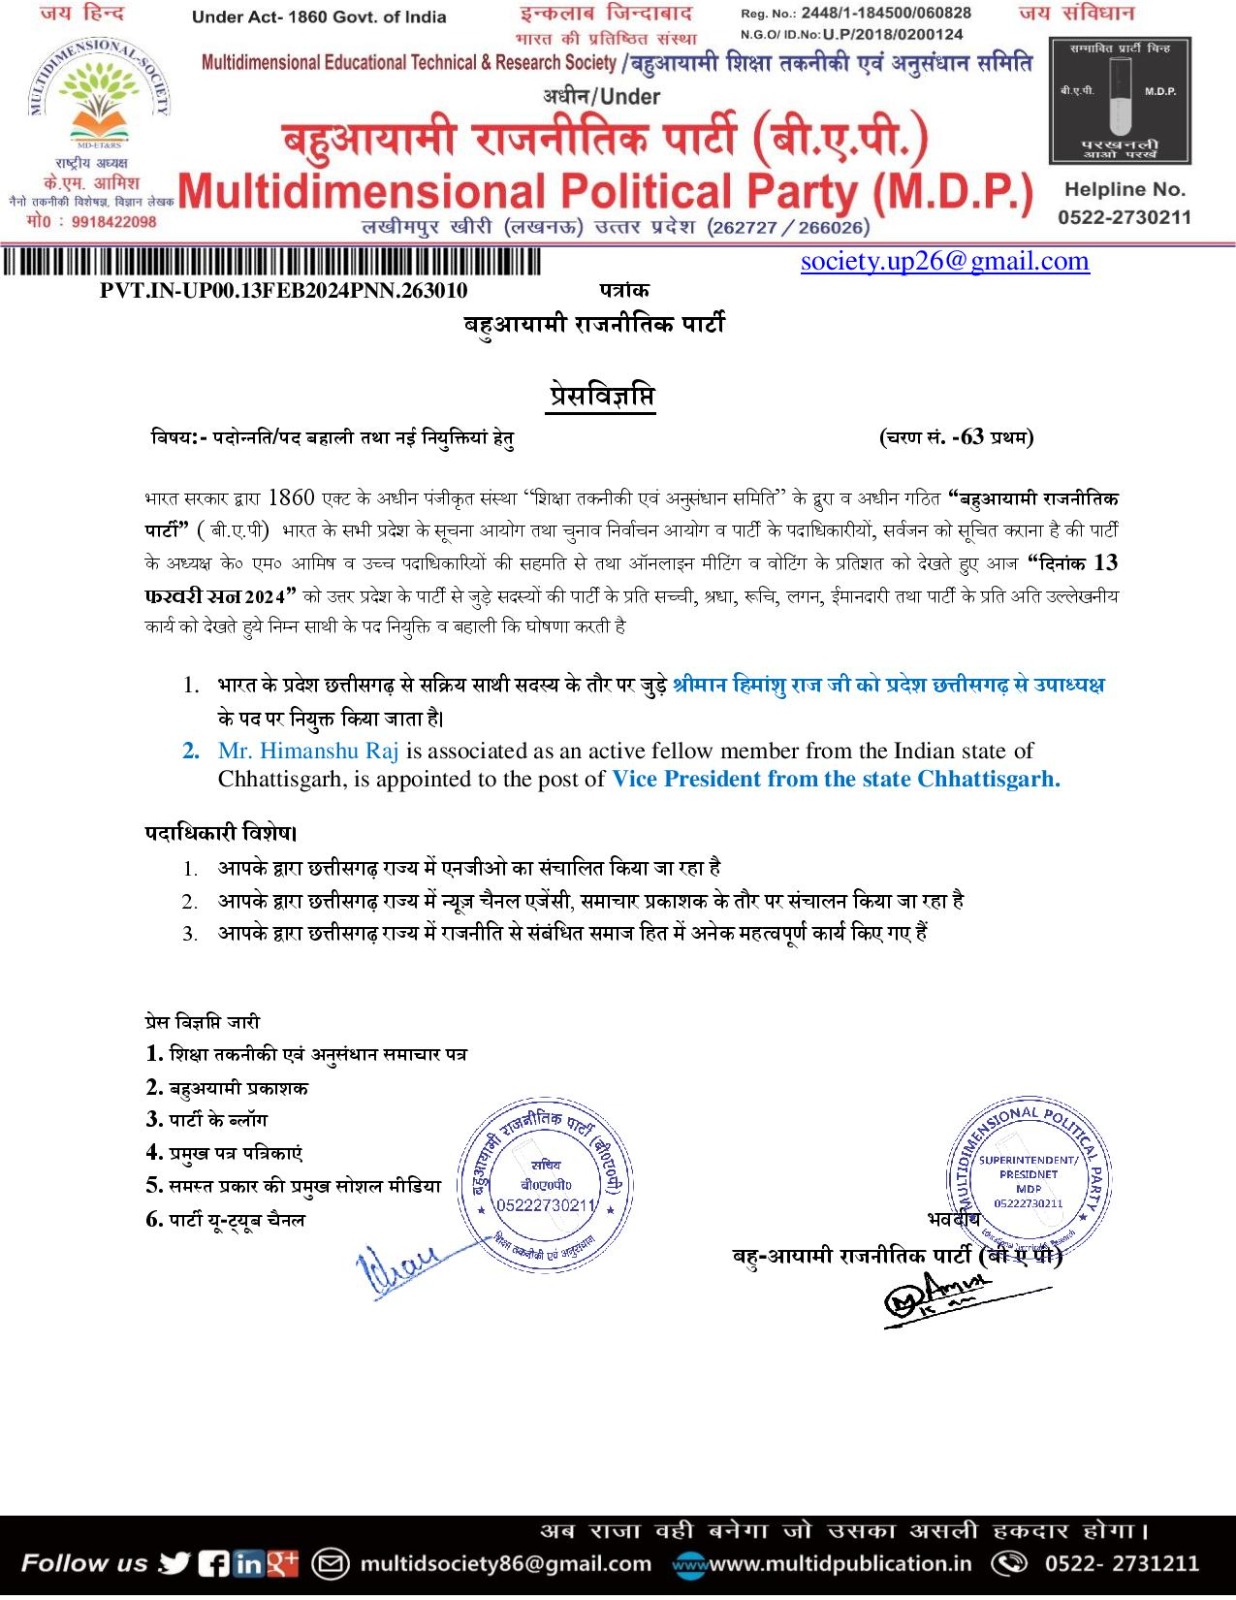 जय हिन्द
Under Act- 1860 Govt. of India
इन्कलाब जिन्दाबाद
Reg. No.: 2448/1-184500/060828
जय संविधान
भारत की प्रतिष्ठित संस्था
N.G.O/ ID.No: U.P/2018/0200124
MULTIDIMENSIONAL-SOCIETY
MD-ET&RS
Multidimensional Educational Technical & Research Society /बहुआयामी शिक्षा तकनीकी एवं अनुसंधान समिति
अधीन/Under
सम्भावित प्रार्टी चिन्ह
बी.ए.पी. M.D.P.
परखनली
आओ परखें
बहुआयामी राजनीतिक पार्टी (बी.ए.पी.)
राष्ट्रीय अध्यक्ष
के.एम. आमिश
नैनो तकनीकी विशेषज्ञ, विज्ञान लेखक
मो0 : 9918422098
Multidimensional Political Party (M.D.P.)
Helpline No.
0522-2730211
लखीमपुर खीरी (लखनऊ) उत्तर प्रदेश (262727 / 266026)
society.up26@gmail.com
PVT.IN-UP00.13FEB2024PNN.263010 पत्रांक
बहुआयामी राजनीतिक पार्टी
प्रेसविज्ञप्ति
विषय:- पदोन्नति/पद बहाली तथा नई नियुक्तियां हेतु (चरण सं. -63 प्रथम)
भारत सरकार द्वारा 1860 एक्ट के अधीन पंजीकृत संस्था “शिक्षा तकनीकी एवं अनुसंधान समिति” के द्वुरा व अधीन गठित “बहुआयामी राजनीतिक
पार्टी” ( बी.ए.पी) भारत के सभी प्रदेश के सूचना आयोग तथा चुनाव निर्वाचन आयोग व पार्टी के पदाधिकारीयों, सर्वजन को सूचित कराना है की पार्टी
के अध्यक्ष के० एम० आमिष व उच्च पदाधिकारियों की सहमति से तथा ऑनलाइन मीटिंग व वोटिंग के प्रतिशत को देखते हुए आज “दिनांक 13
फरवरी सन 2024” को उत्तर प्रदेश के पार्टी से जुड़े सदस्यों की पार्टी के प्रति सच्ची, श्रधा, रूचि, लगन, ईमानदारी तथा पार्टी के प्रति अति उल्लेखनीय
कार्य को देखते हुये निम्न साथी के पद नियुक्ति व बहाली कि घोषणा करती है
1. भारत के प्रदेश छत्तीसगढ़ से सक्रिय साथी सदस्य के तौर पर जुड़े श्रीमान हिमांशु राज जी को प्रदेश छत्तीसगढ़ से उपाध्यक्ष
के पद पर नियुक्त किया जाता है।
2. Mr. Himanshu Raj is associated as an active fellow member from the Indian state of
Chhattisgarh, is appointed to the post of Vice President from the state Chhattisgarh.
पदाधिकारी विशेष।
1. आपके द्वारा छत्तीसगढ़ राज्य में एनजीओ का संचालित किया जा रहा है
2. आपके द्वारा छत्तीसगढ़ राज्य में न्यूज़ चैनल एजेंसी, समाचार प्रकाशक के तौर पर संचालन किया जा रहा है
3. आपके द्वारा छत्तीसगढ़ राज्य में राजनीति से संबंधित समाज हित में अनेक महत्वपूर्ण कार्य किए गए हैं
प्रेस विज्ञप्ति जारी
1. शिक्षा तकनीकी एवं अनुसंधान समाचार पत्र
2. बहुअयामी प्रकाशक
3. पार्टी के ब्लॉग
4. प्रमुख पत्र पत्रिकाएं
5. समस्त प्रकार की प्रमुख सोशल मीडिया
6. पार्टी यू-ट्यूब चैनल
बहुआयामी राजनीतिक पार्टी (बी०ए०पी)
सचिव
बी०ए०पी०
05222730211
शिक्षा तकनीकी एवं अनुसंधान
MULTIDIMENSIONAL POLITICAL PARTY
SUPERINTENDENT/
PRESIDNET
MDP
05222730211
भवदीय
बहु-आयामी राजनीतिक पार्टी (बी ए पी)
अब राजा वही बनेगा जो उसका असली हकदार होगा।
Follow us multidsociety86@gmail.com www.multidpublication.in 0522- 2731211